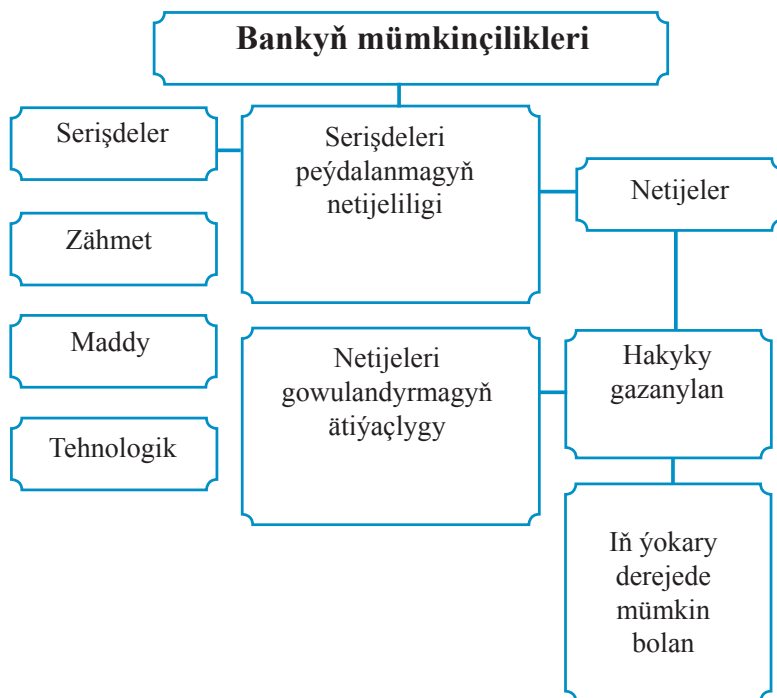 Bankyň mümkinçilikleri
Serişdeler
Serişdeleri
peýdalanmagyň
netijeliligi
Netijeler
Zähmet
Maddy
Netijeleri
gowulandyrmagyň
ätiýaçlygy
Hakyky
gazanylan
Tehnologik
Iň ýokary
derejede
mümkin
bolan